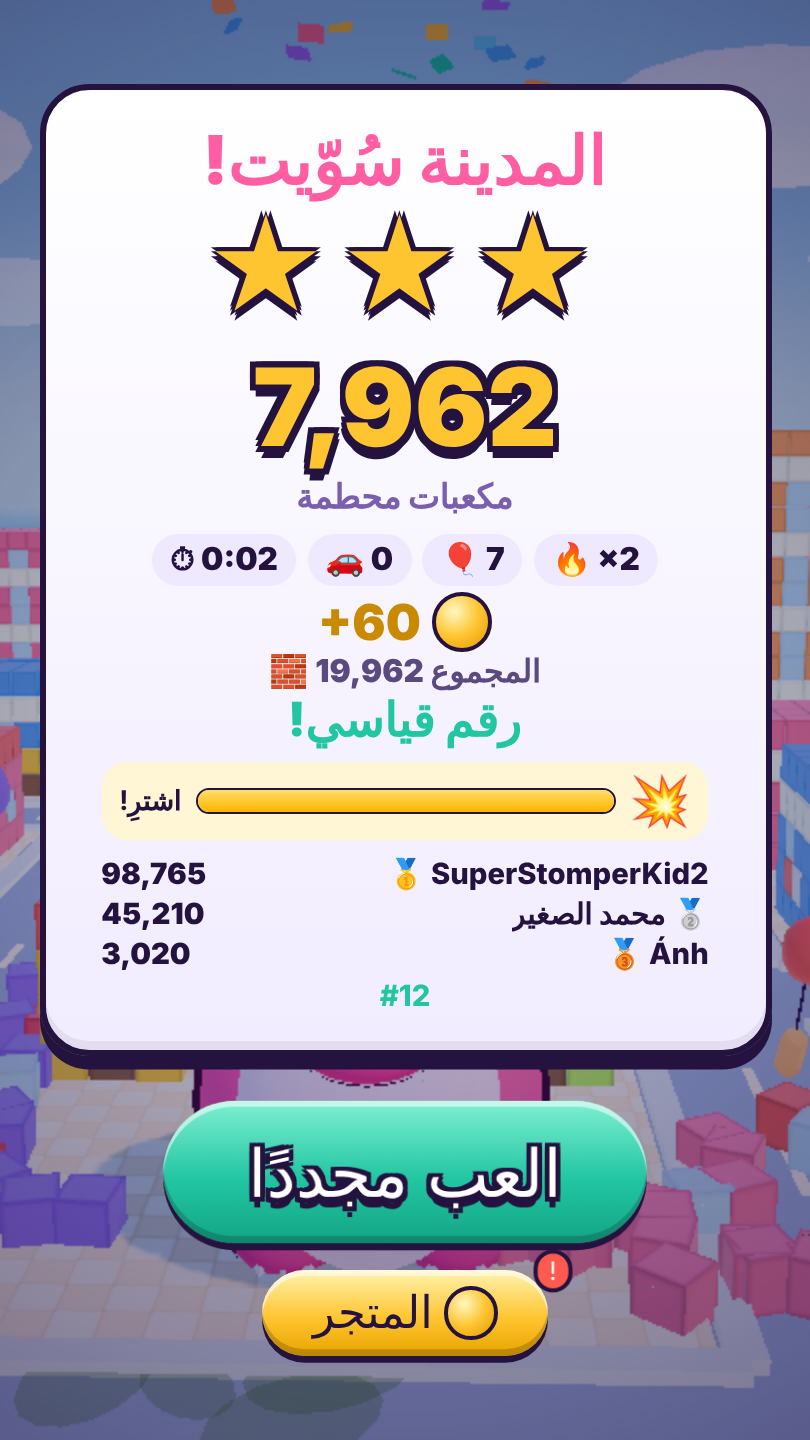 المدينة سُوّيت!
7,962
مكعبات محطمة
⏱ 0:02 🚗 0 🎈 7 🔥 ×2
+60
المجموع 19,962 🧱
رقم قياسي!
💥 اشترِ!
🥇 SuperStomperKid2 98,765
🥈 محمد الصغير 45,210
🥉 Ánh 3,020
#12
العب مجددًا
المتجر
!